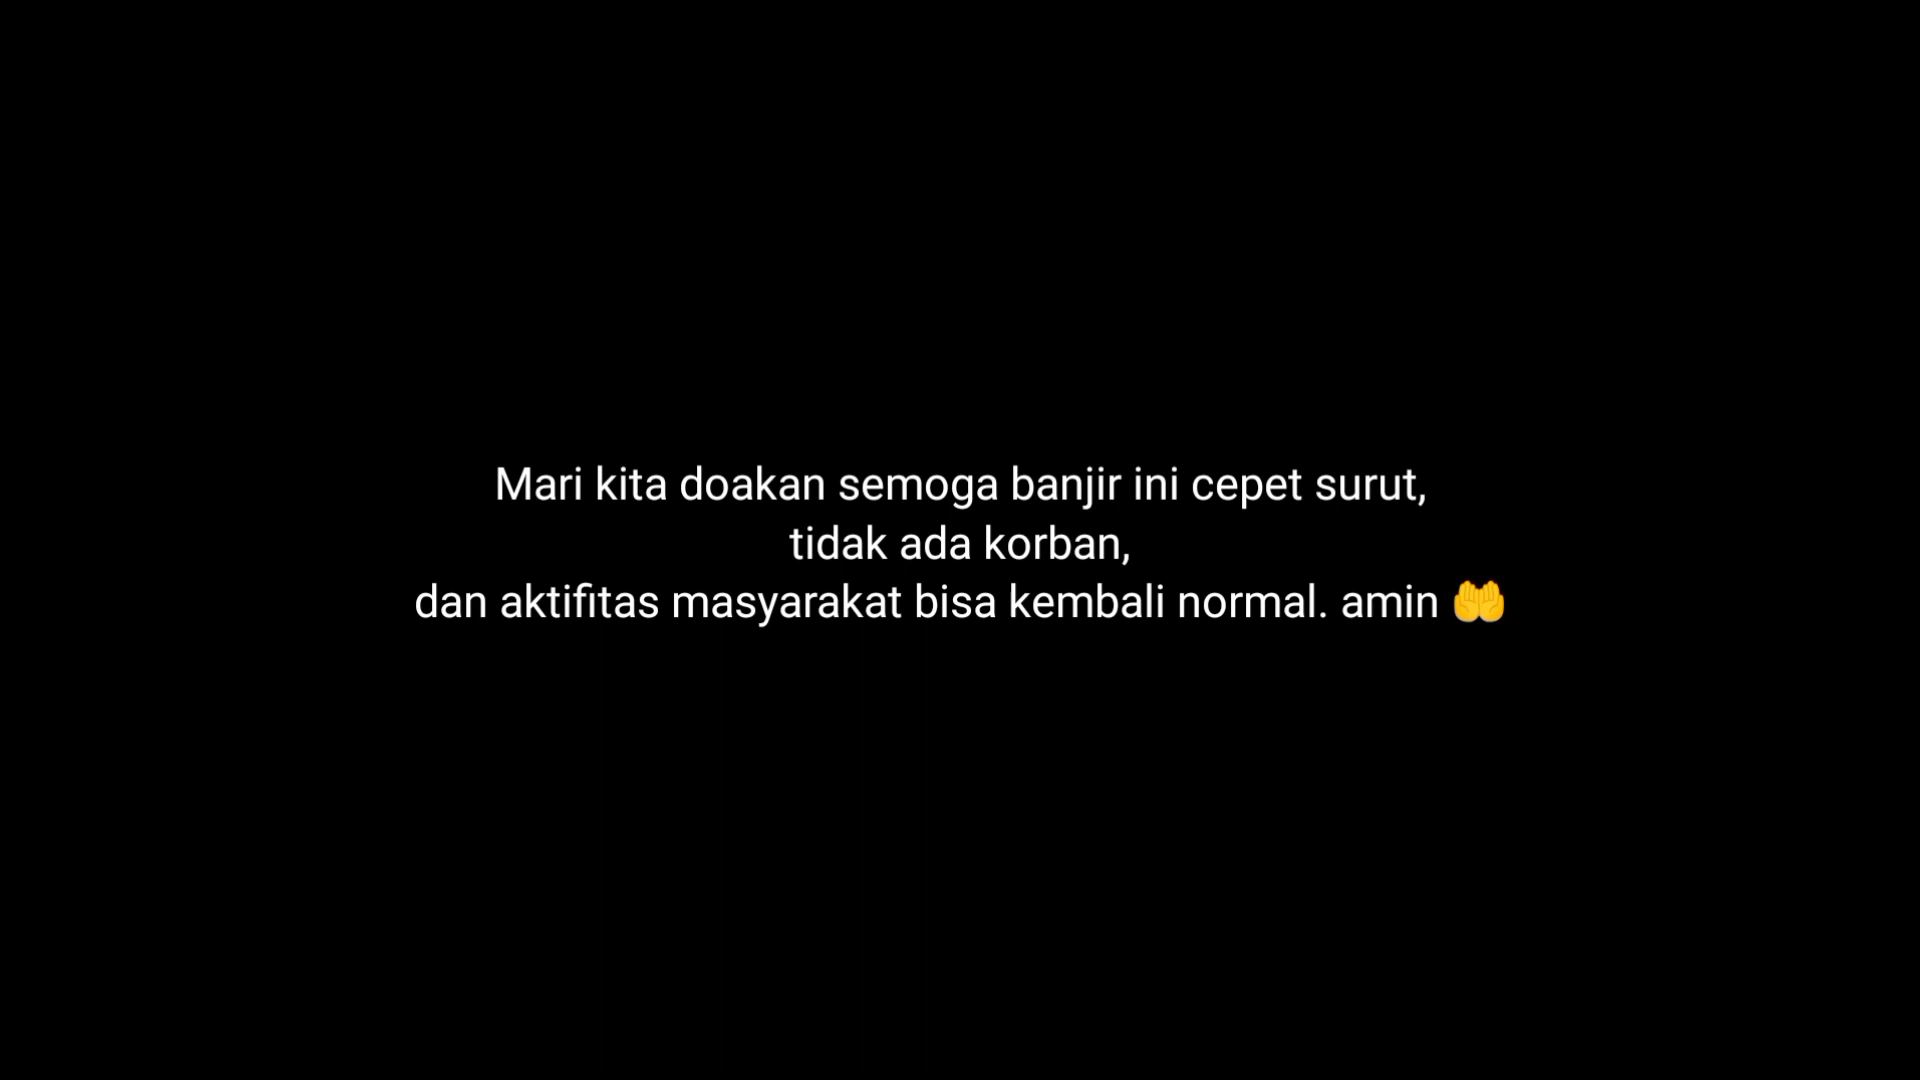 Mari kita doakan semoga banjir ini cepet surut,
tidak ada korban,
dan aktifitas masyarakat bisa kembali normal. amin 🤲